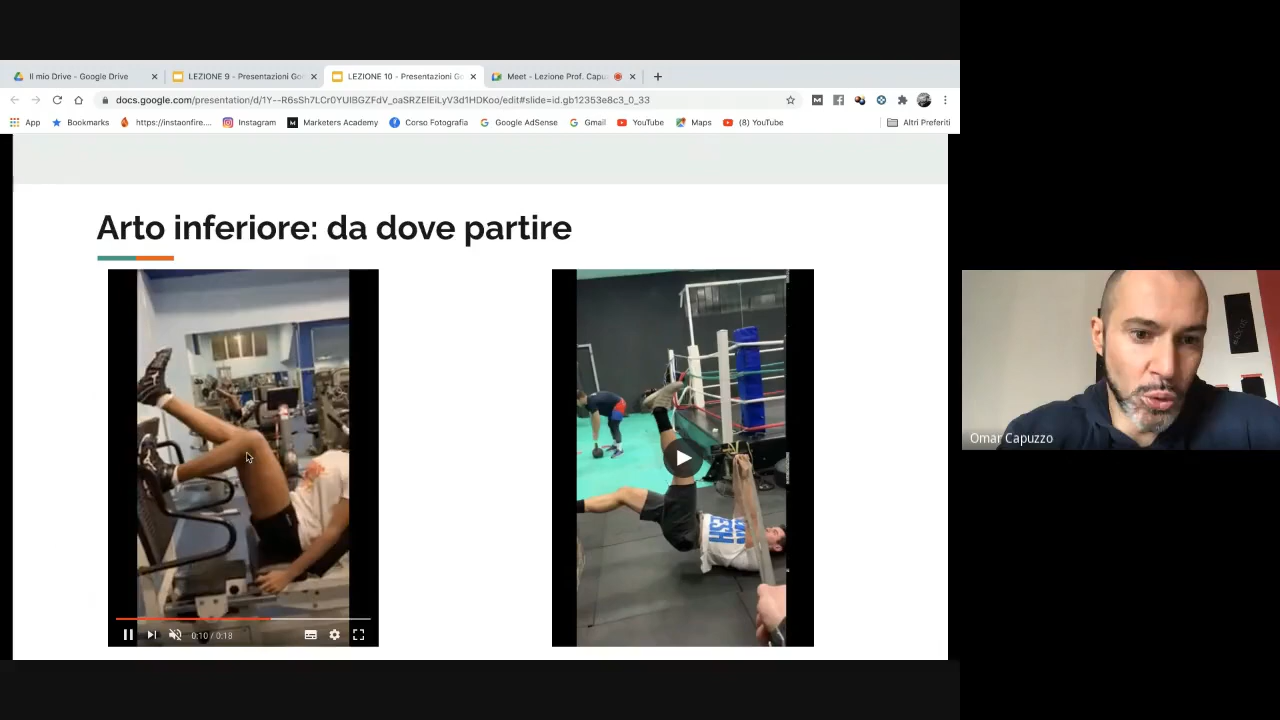 Il mio Drive - Google Drive
LEZIONE 9 - Presentazioni Goo
LEZIONE 10 - Presentazioni Go
Meet - Lezione Prof. Capu
docs.google.com/presentation/d/1Y--R6sSh7LCr0YUIBGZFdV_oaSRZElEiLyV3d1HDKoo/edit#slide=id.gb12353e8c3_0_33
App
Bookmarks
https://instaonfire....
Instagram
Marketers Academy
Corso Fotografia
Google AdSense
Gmail
YouTube
Maps
(8) YouTube
Altri Preferiti
Arto inferiore: da dove partire
0:10 / 0:18
Omar Capuzzo